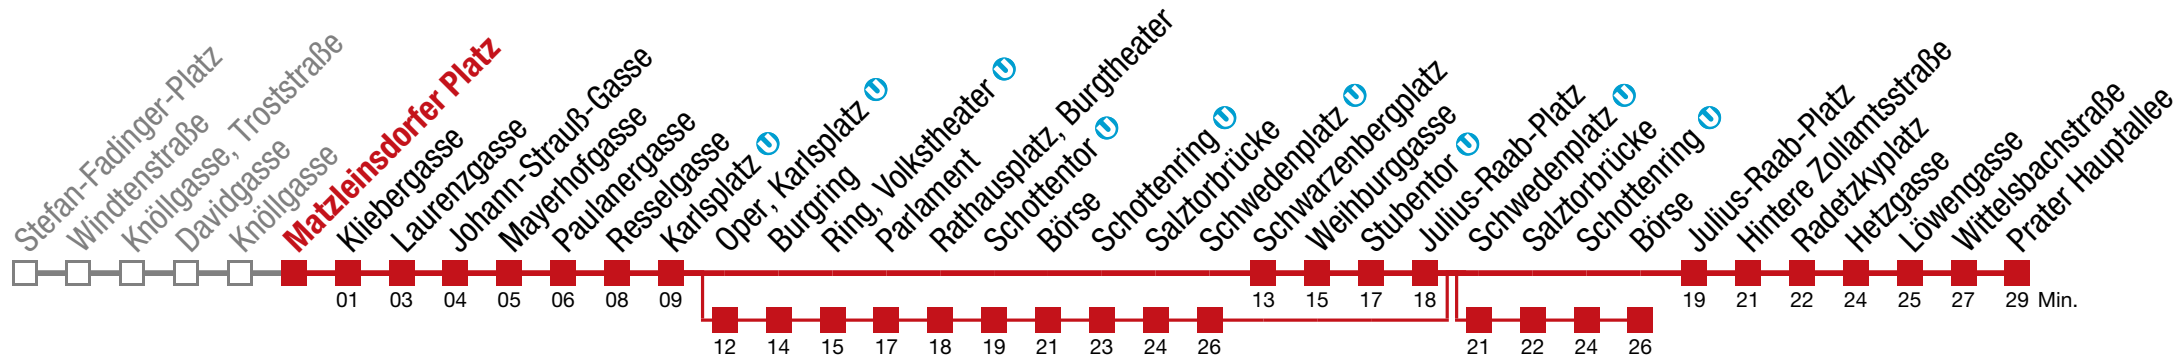 Stefan-Fadinger-Platz
Windtenstraße
Knöllgasse, Troststraße
Davidgasse
Knöllgasse
Matzleinsdorfer Platz
Kliebergasse
Laurenzgasse
Johann-Strauß-Gasse
Mayerhofgasse
Paulanergasse
Resselgasse
Karlsplatz U
Oper, Karlsplatz U
Burgring
Ring, Volkstheater U
Parlament
Rathausplatz, Burgtheater
Schottentor U
Börse
Schottenring U
Salztorbrücke
Schwedenplatz U
Schwarzenbergplatz
Weihburggasse
Stubentor U
Julius-Raab-Platz
Schwedenplatz U
Salztorbrücke
Schottenring U
Börse
Julius-Raab-Platz
Hintere Zollamtsstraße
Radetzkyplatz
Hetzgasse
Löwengasse
Wittelsbachstraße
Prater Hauptallee
01 03 04 05 06 08 09 13 15 17 18 19 21 22 24 25 27 29 Min.
12 14 15 17 18 19 21 23 24 26 21 22 24 26